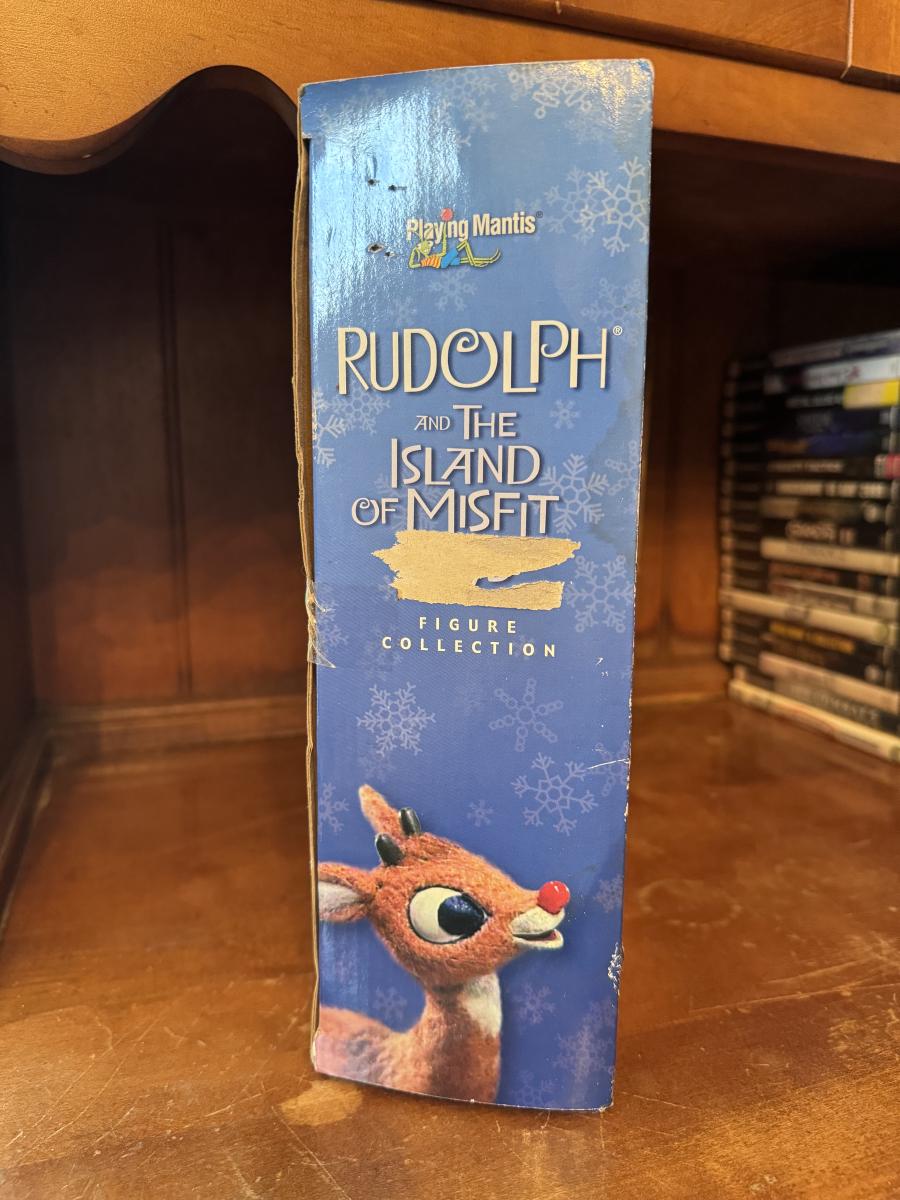 Playing Mantis®
RUDOLPH®
AND THE
ISLAND
OF MISFIT
FIGURE
COLLECTION